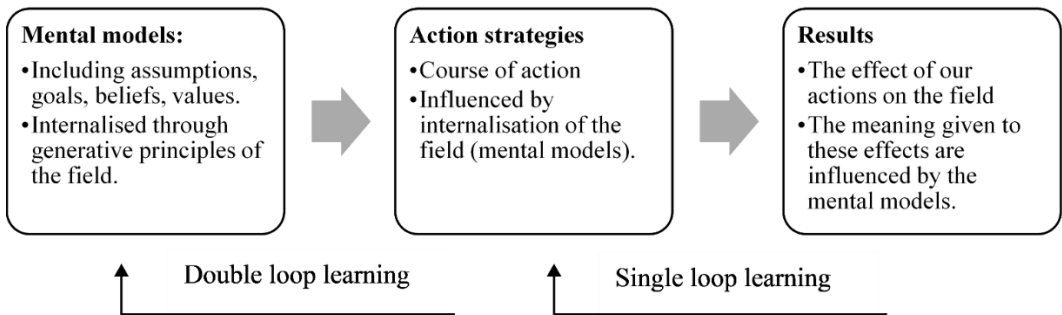 Mental models:
•Including assumptions,
goals, beliefs, values.
•Internalised through
generative principles of
the field.
Action strategies
•Course of action
•Influenced by
internalisation of the
field (mental models).
Results
•The effect of our
actions on the field
•The meaning given to
these effects are
influenced by the
mental models.
Double loop learning
Single loop learning